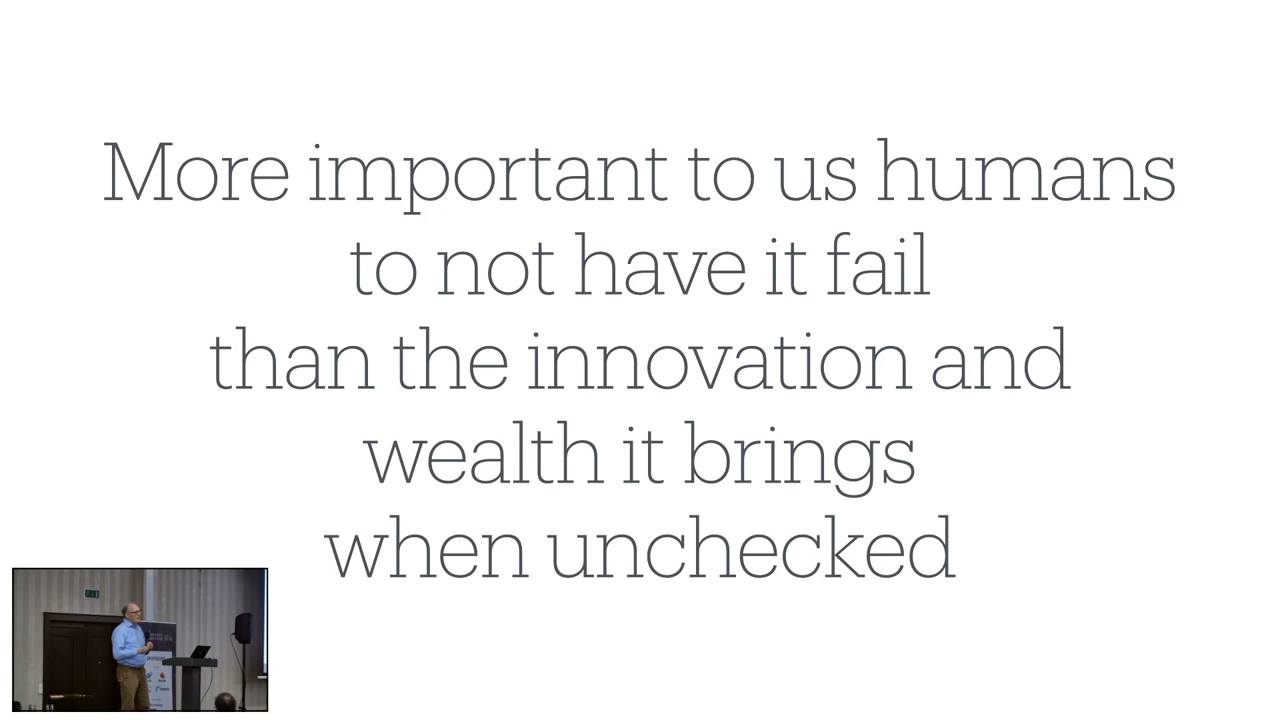 More important to us humans
to not have it fail
than the innovation and
wealth it brings
when unchecked